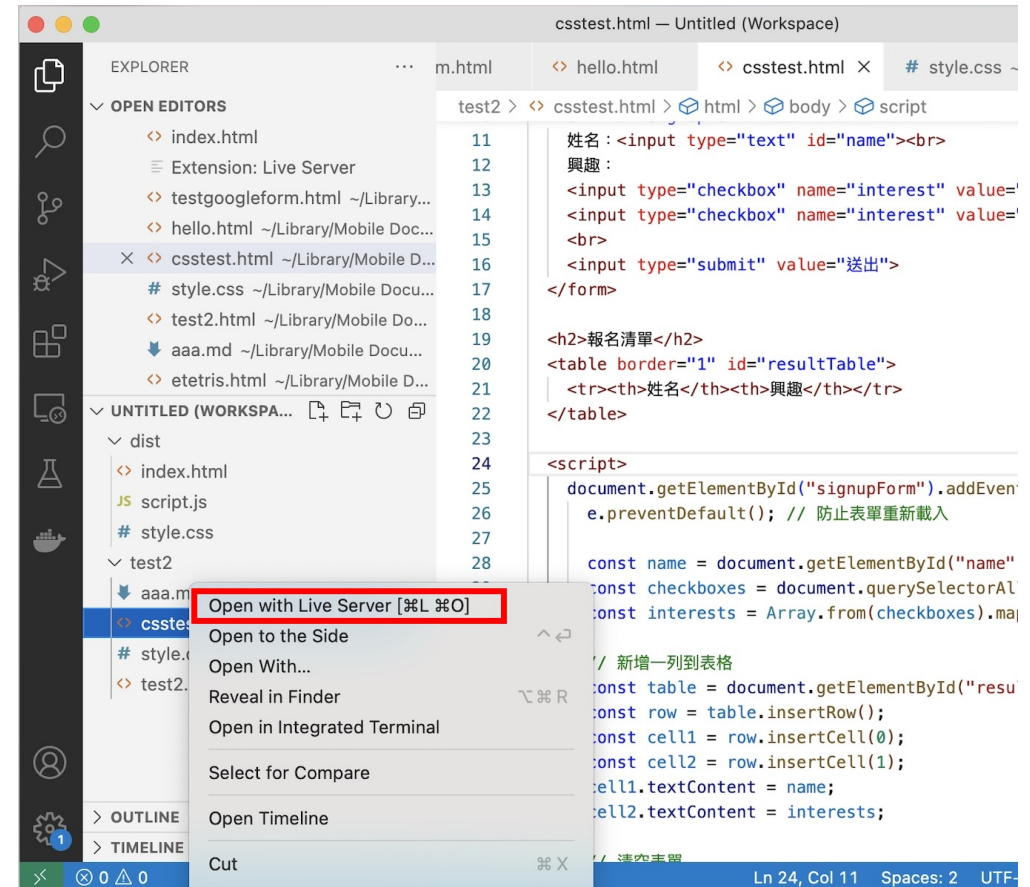 csstest.html — Untitled (Workspace)
EXPLORER
m.html
hello.html
csstest.html
style.css
OPEN EDITORS
index.html
Extension: Live Server
testgoogleform.html ~/Library...
hello.html ~/Library/Mobile Doc...
csstest.html ~/Library/Mobile D...
style.css ~/Library/Mobile Docu...
test2.html ~/Library/Mobile Do...
aaa.md ~/Library/Mobile Docu...
etetris.html ~/Library/Mobile D...
UNTITLED (WORKSPA...
dist
index.html
JS script.js
style.css
test2
aaa.m
csste
style.
test2.
OUTLINE
TIMELINE
test2 > csstest.html > html > body > script
11 姓名：<input type="text" id="name"><br>
12 興趣：
13 <input type="checkbox" name="interest" value="
14 <input type="checkbox" name="interest" value="
15 <br>
16 <input type="submit" value="送出">
17 </form>
18
19 <h2>報名清單</h2>
20 <table border="1" id="resultTable">
21 <tr><th>姓名</th><th>興趣</th></tr>
22 </table>
23
24 <script>
25 document.getElementById("signupForm").addEven
26 e.preventDefault(); // 防止表單重新載入
27
28 const name = document.getElementById("name"
const checkboxes = document.querySelectorAl
const interests = Array.from(checkboxes).ma
// 新增一列到表格
const table = document.getElementById("resu
const row = table.insertRow();
const cell1 = row.insertCell(0);
const cell2 = row.insertCell(1);
cell1.textContent = name;
cell2.textContent = interests;
// 清空表單
Open with Live Server [⌘L ⌘O]
Open to the Side ^⏎
Open With...
Reveal in Finder ⌥⌘R
Open in Integrated Terminal
Select for Compare
Open Timeline
Cut ⌘X
1
0 0
Ln 24, Col 11 Spaces: 2 UTF-